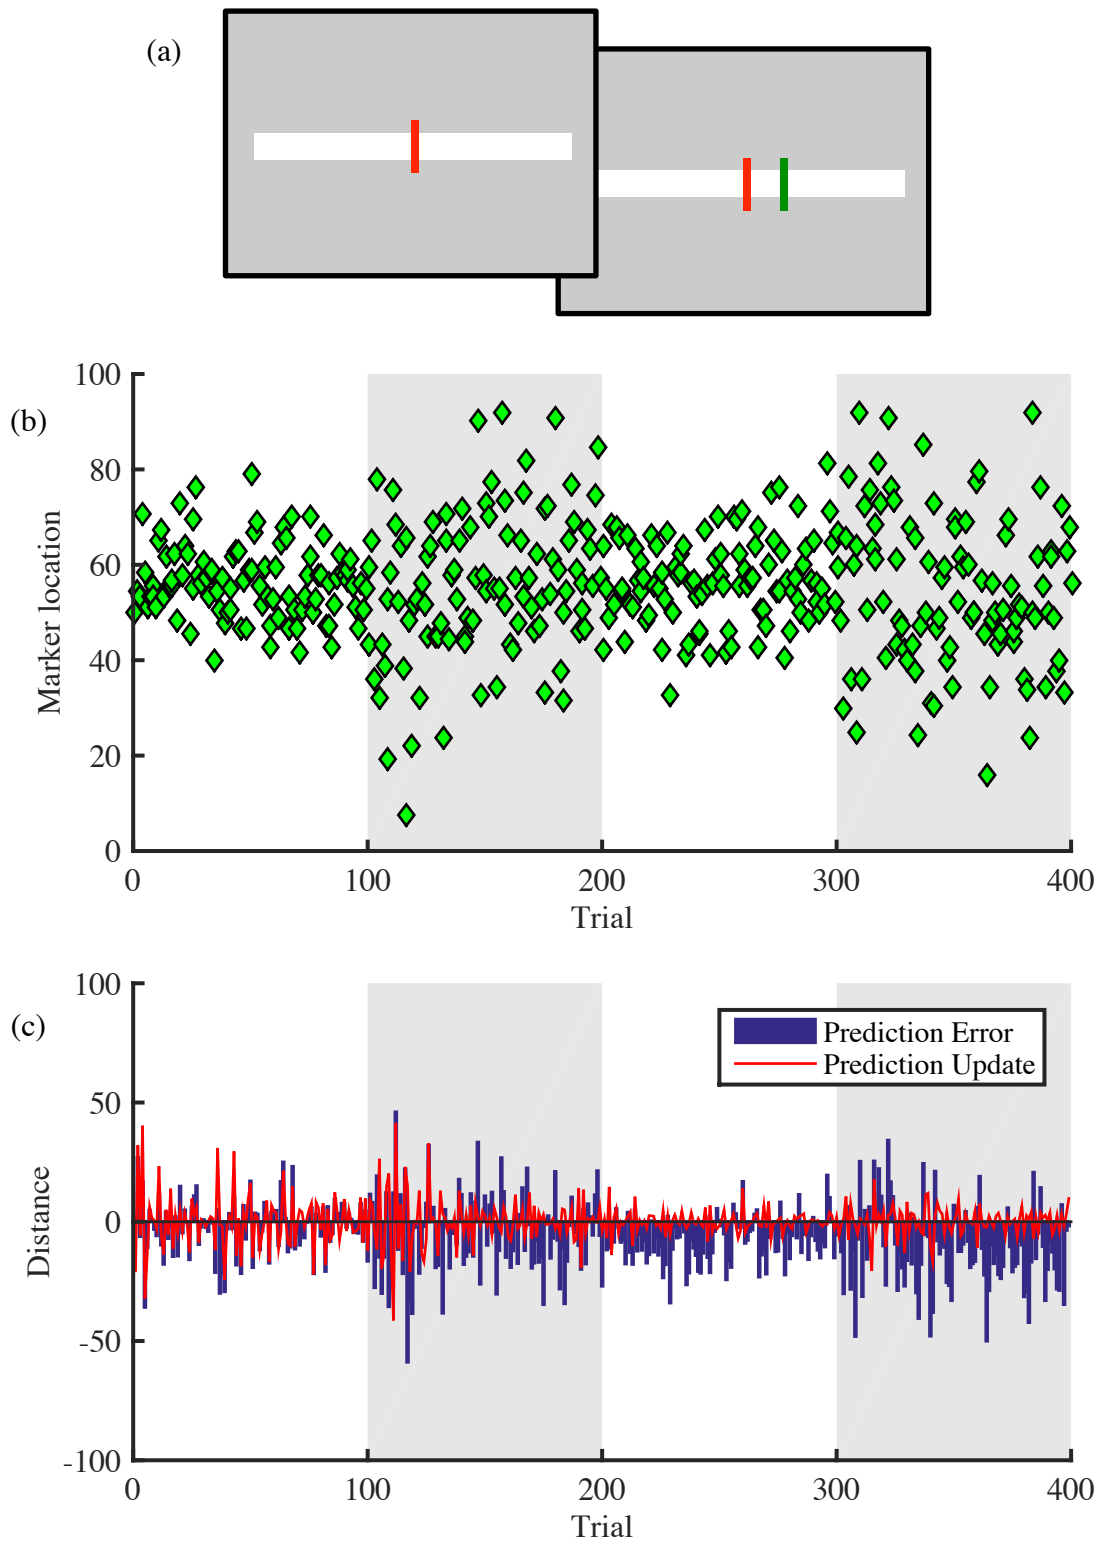 (a)
(b)
100
80
60
40
20
0
Marker location
0 100 200 300 400
Trial
(c)
100
50
0
-50
-100
Distance
Prediction Error
Prediction Update
0 100 200 300 400
Trial